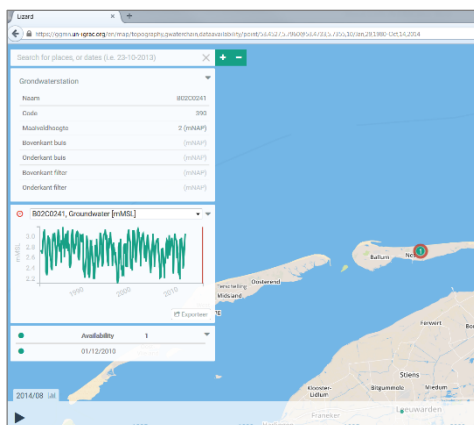 Lizard
Search for places, or dates (i.e. 23-10-2013)
Grondwaterstation
Naam B02C0241
Code 390
Maaiveldhoogte 2 (mNAP)
Bovenkant buis (mNAP)
Onderkant buis (mNAP)
Bovenkant filter (mNAP)
Onderkant filter (mNAP)
B02C0241, Groundwater [mMSL]
mMSL
3.0
2.8
2.6
2.4
2.2
1990
2000
2010
Exporteer
Availability 1
01/12/2010
2014/08
Ballum
Oosterend
Midsland
Ferwert
Stiens
Klooster-
Lidlum
Leeuwarden
Franeker